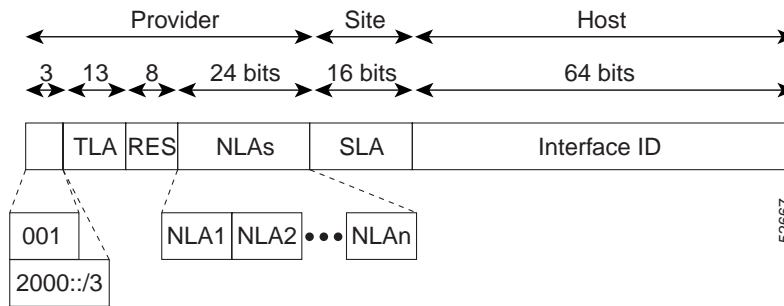 Provider Site Host
3 13 8 24 bits 16 bits 64 bits
TLA RES NLAs SLA Interface ID
001 NLA1 NLA2 ••• NLAn
2000::/3
52667